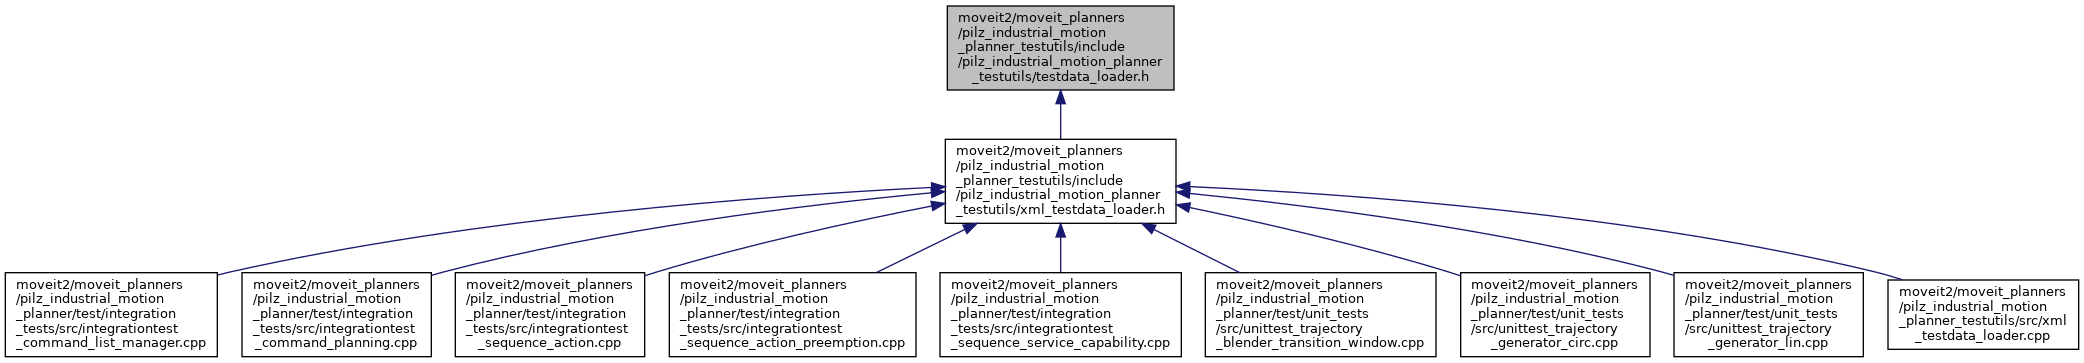 moveit2/moveit_planners
/pilz_industrial_motion
_planner_testutils/include
/pilz_industrial_motion_planner
_testutils/testdata_loader.h
moveit2/moveit_planners
/pilz_industrial_motion
_planner_testutils/include
/pilz_industrial_motion_planner
_testutils/xml_testdata_loader.h
moveit2/moveit_planners
/pilz_industrial_motion
_planner/test/integration
_tests/src/integrationtest
_command_list_manager.cpp
moveit2/moveit_planners
/pilz_industrial_motion
_planner/test/integration
_tests/src/integrationtest
_command_planning.cpp
moveit2/moveit_planners
/pilz_industrial_motion
_planner/test/integration
_tests/src/integrationtest
_sequence_action.cpp
moveit2/moveit_planners
/pilz_industrial_motion
_planner/test/integration
_tests/src/integrationtest
_sequence_action_preemption.cpp
moveit2/moveit_planners
/pilz_industrial_motion
_planner/test/integration
_tests/src/integrationtest
_sequence_service_capability.cpp
moveit2/moveit_planners
/pilz_industrial_motion
_planner/test/unit_tests
/src/unittest_trajectory
_blender_transition_window.cpp
moveit2/moveit_planners
/pilz_industrial_motion
_planner/test/unit_tests
/src/unittest_trajectory
_generator_circ.cpp
moveit2/moveit_planners
/pilz_industrial_motion
_planner/test/unit_tests
/src/unittest_trajectory
_generator_lin.cpp
moveit2/moveit_planners
/pilz_industrial_motion
_planner_testutils/src/xml
_testdata_loader.cpp